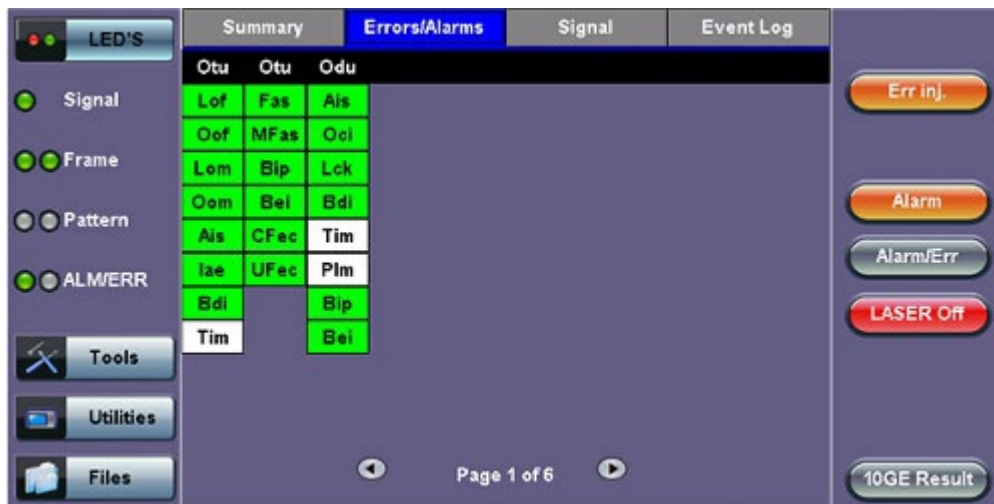 LED'S
Summary Errors/Alarms Signal Event Log
Otu Otu Odu
Signal Lof Fas Ais Err inj.
Oof MFas Oci
Frame Lom Bip Lck
Oom Bei Bdi Alarm
Pattern Ais CFec Tim
Iae UFec Plm Alarm/Err
ALM/ERR Bdi Bip LASER Off
Tim Bei
Tools
Utilities
Files Page 1 of 6 10GE Result